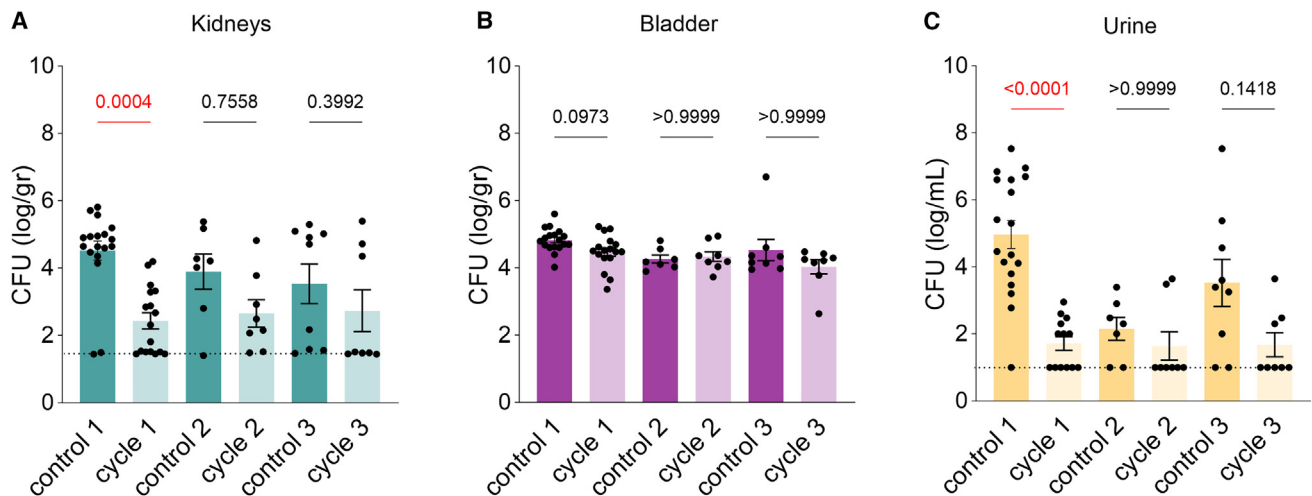 A
Kidneys
CFU (log/gr)
10
8
6
4
2
0
0.0004
0.7558
0.3992
control 1
cycle 1
control 2
cycle 2
control 3
cycle 3
B
Bladder
CFU (log/gr)
10
8
6
4
2
0
0.0973
>0.9999
>0.9999
control 1
cycle 1
control 2
cycle 2
control 3
cycle 3
C
Urine
CFU (log/mL)
10
8
6
4
2
0
<0.0001
>0.9999
0.1418
control 1
cycle 1
control 2
cycle 2
control 3
cycle 3